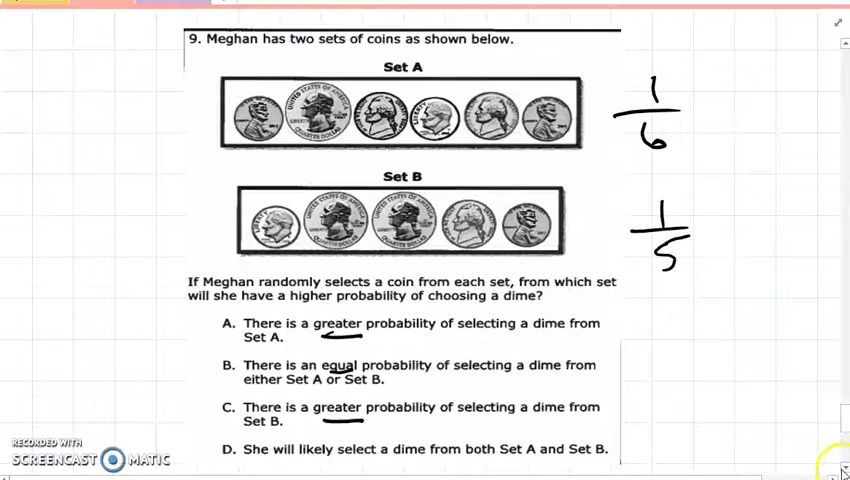 9. Meghan has two sets of coins as shown below.
Set A
1
6
Set B
1
5
If Meghan randomly selects a coin from each set, from which set
will she have a higher probability of choosing a dime?
A. There is a greater probability of selecting a dime from
Set A.
B. There is an equal probability of selecting a dime from
either Set A or Set B.
C. There is a greater probability of selecting a dime from
Set B.
D. She will likely select a dime from both Set A and Set B.
RECORDED WITH
SCREENCAST MATIC